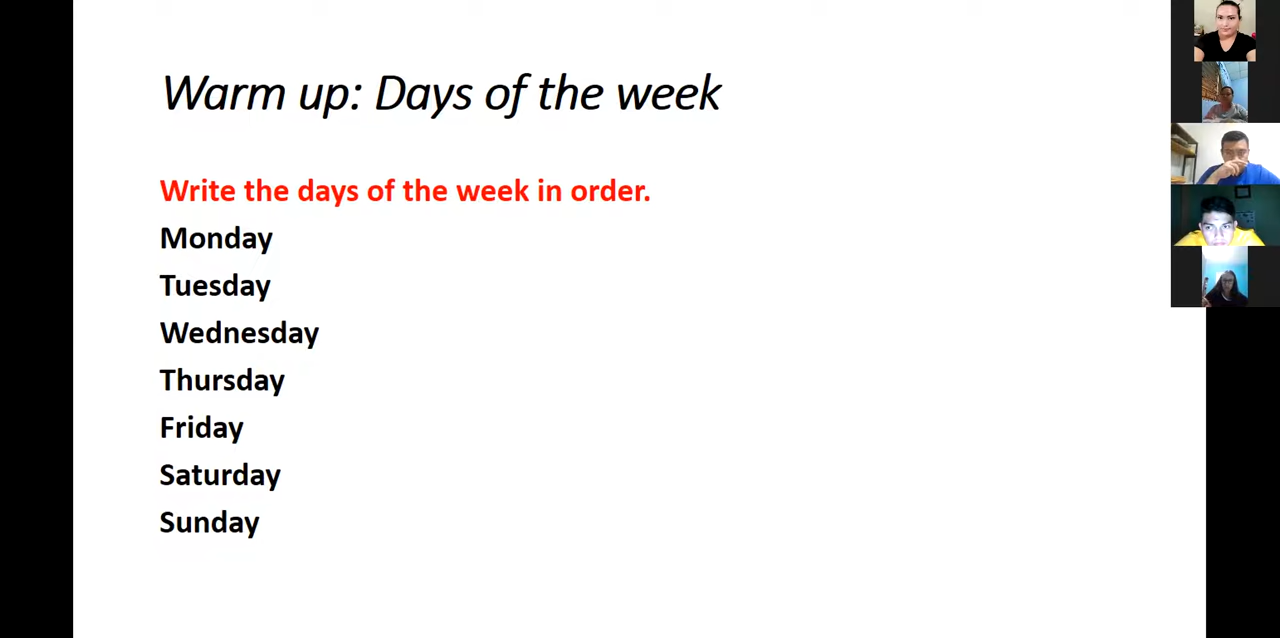 Warm up: Days of the week
Write the days of the week in order.
Monday
Tuesday
Wednesday
Thursday
Friday
Saturday
Sunday